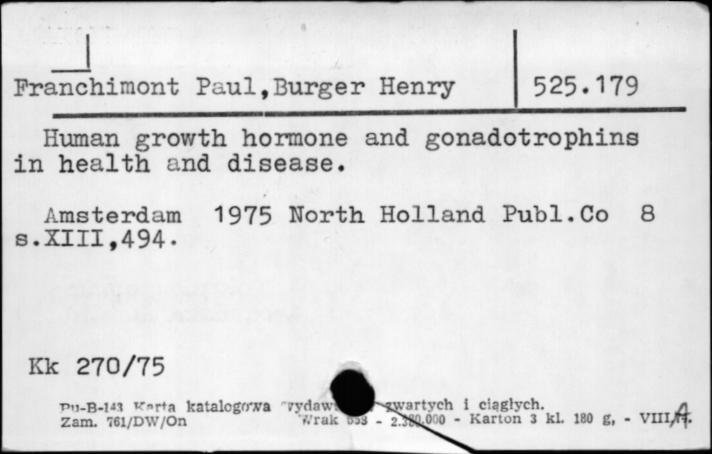 Franchimont Paul,Burger Henry 525.179
Human growth hormone and gonadotrophins
in health and disease.
Amsterdam 1975 North Holland Publ.Co 8
s.XIII,494.
Kk 270/75
Pu-B-143 Karta katalogowa zwartych i ciągłych.
Zam. 761/DW/On - Karton 3 kl. 180 g, - VIII